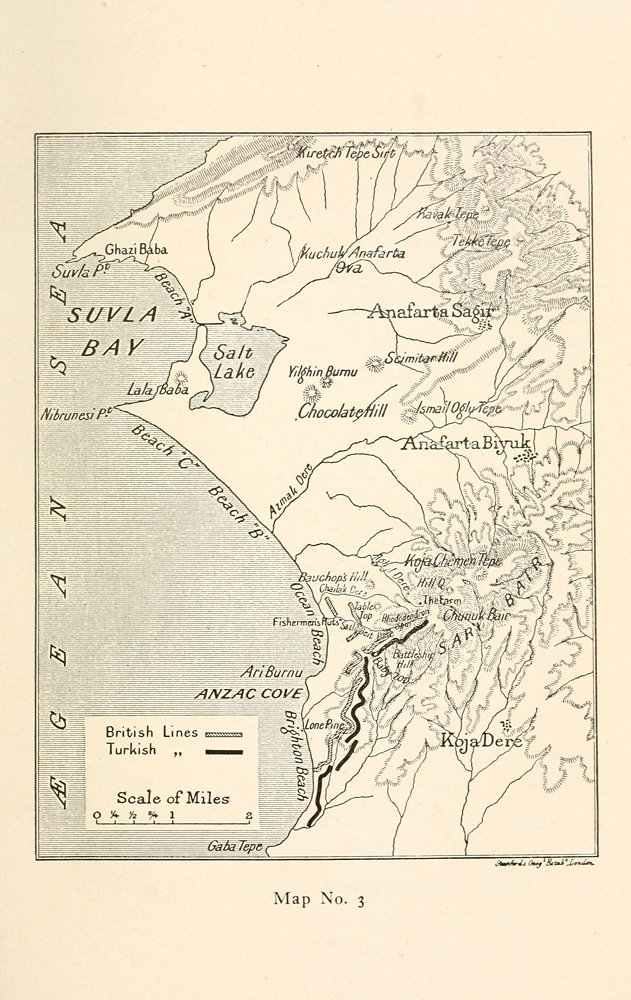 Kiretch Tepe Sirt
Kavak Tepe
Tekke Tepe
Ghazi Baba
Kuchuk Anafarta
Ova
Suvla Pt
Beach "A"
SUVLA
BAY
Anafarta Sagir
Salt
Lake
Scimitar Hill
Yilghin Burnu
Lala Baba
Chocolate Hill
Ismail Oglu Tepe
Nibrunesi Pt
Beach "C"
Anafarta Biyuk
Beach "B"
Azmak Dere
Koja Chemen Tepe
Bauchop's Hill
Hill Q
Chailak Dere
The Farm
Table
Top
Rhododendron
Spur
Chunuk Bair
SARI BAIR
Fishermen's Huts
Ocean Beach
Battleship
Hill
Baby 700
Ari Burnu
ANZAC COVE
Lone Pine
Brighton Beach
Koja Dere
ÆGEAN SEA
British Lines
Turkish „
Scale of Miles
0 ¼ ½ ¾ 1 2
Gaba Tepe
Stanford's Geogl Estabt, London
Map No. 3